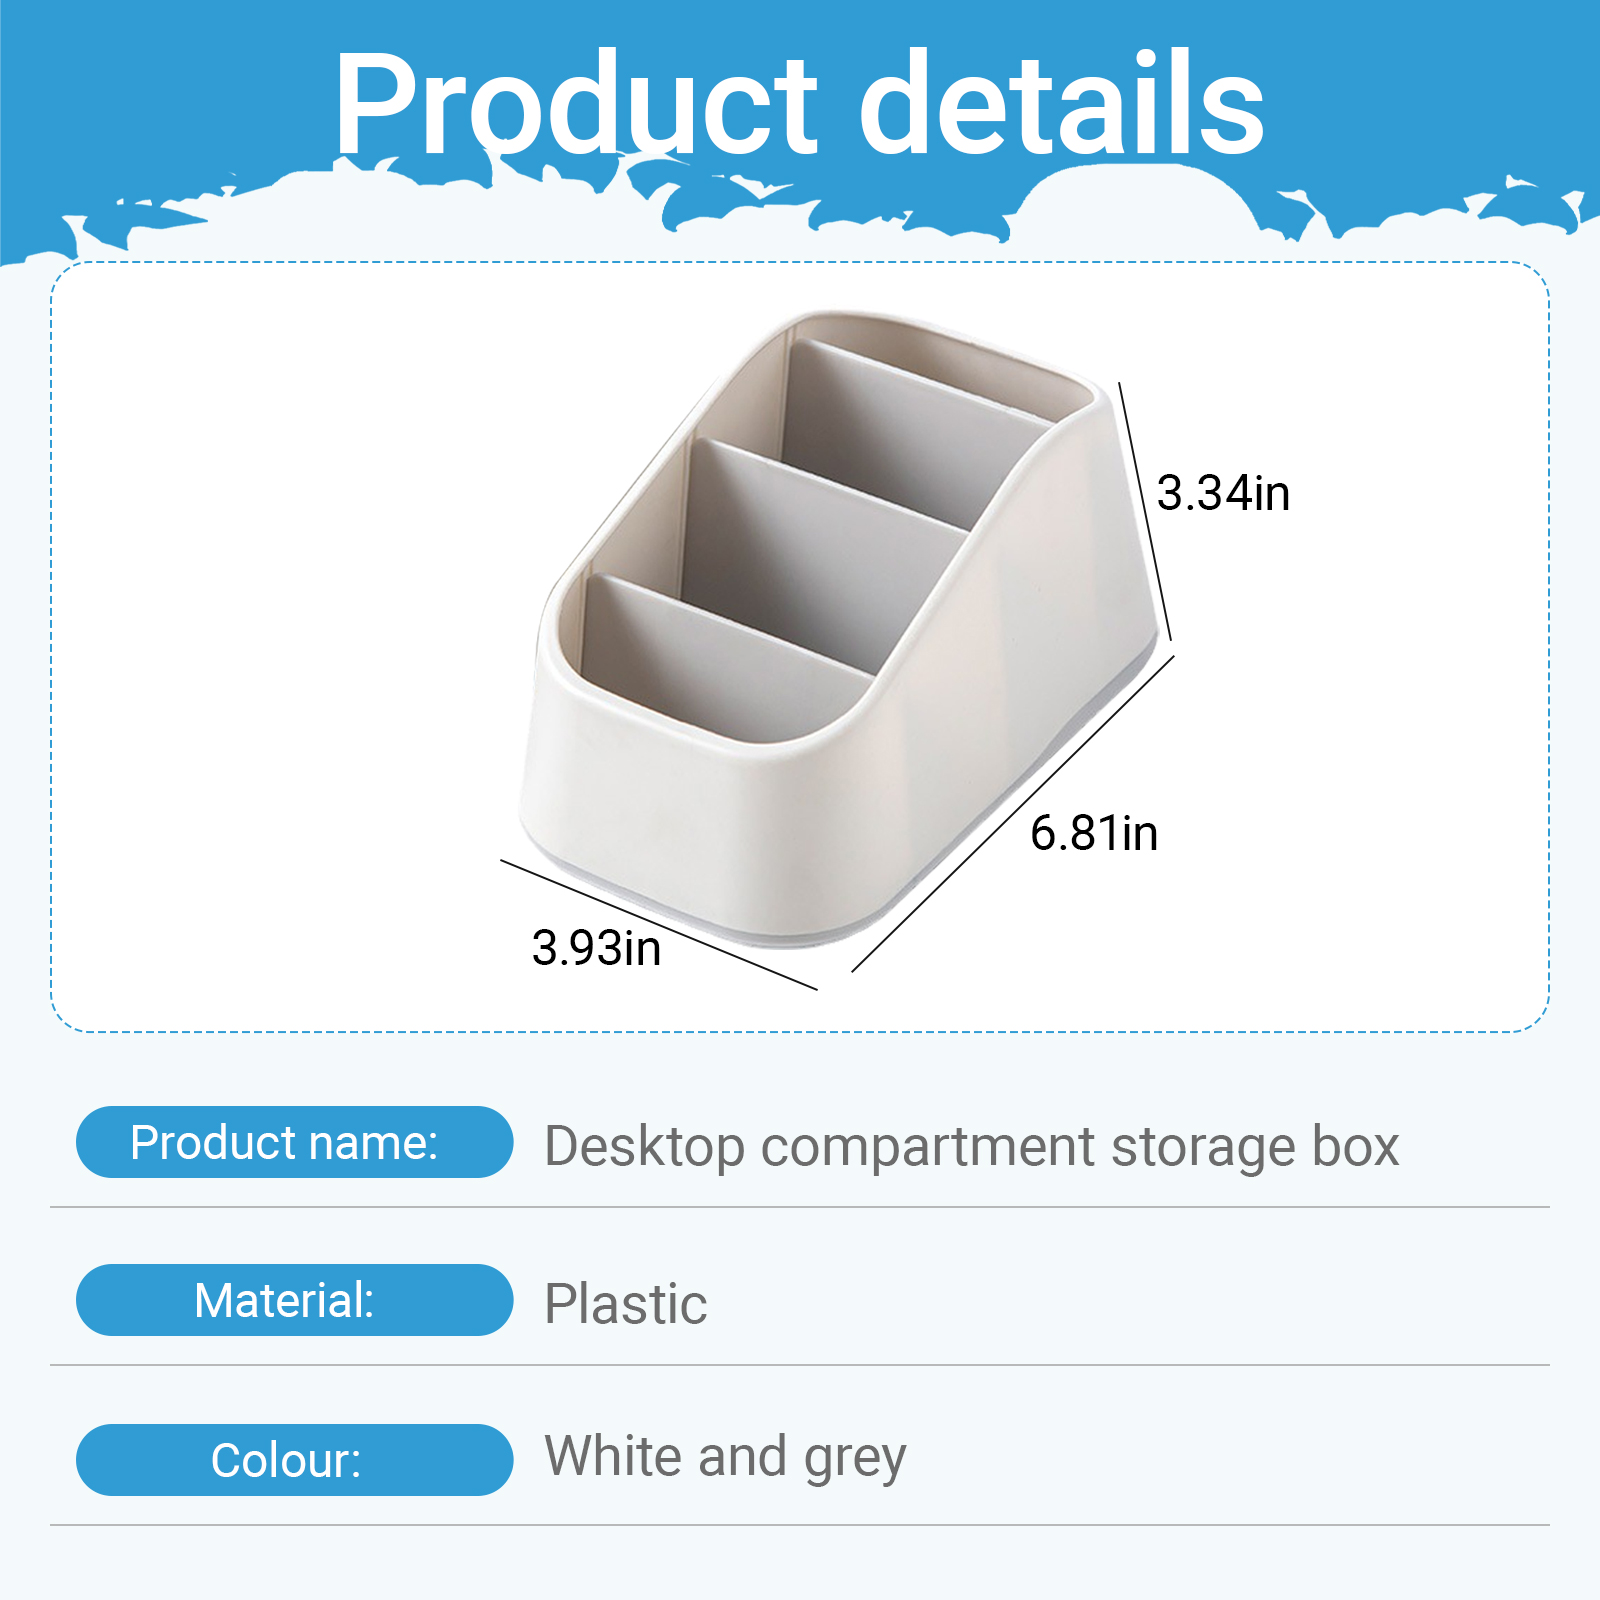 Product details
3.34in
6.81in
3.93in
Product name: Desktop compartment storage box
Material: Plastic
Colour: White and grey